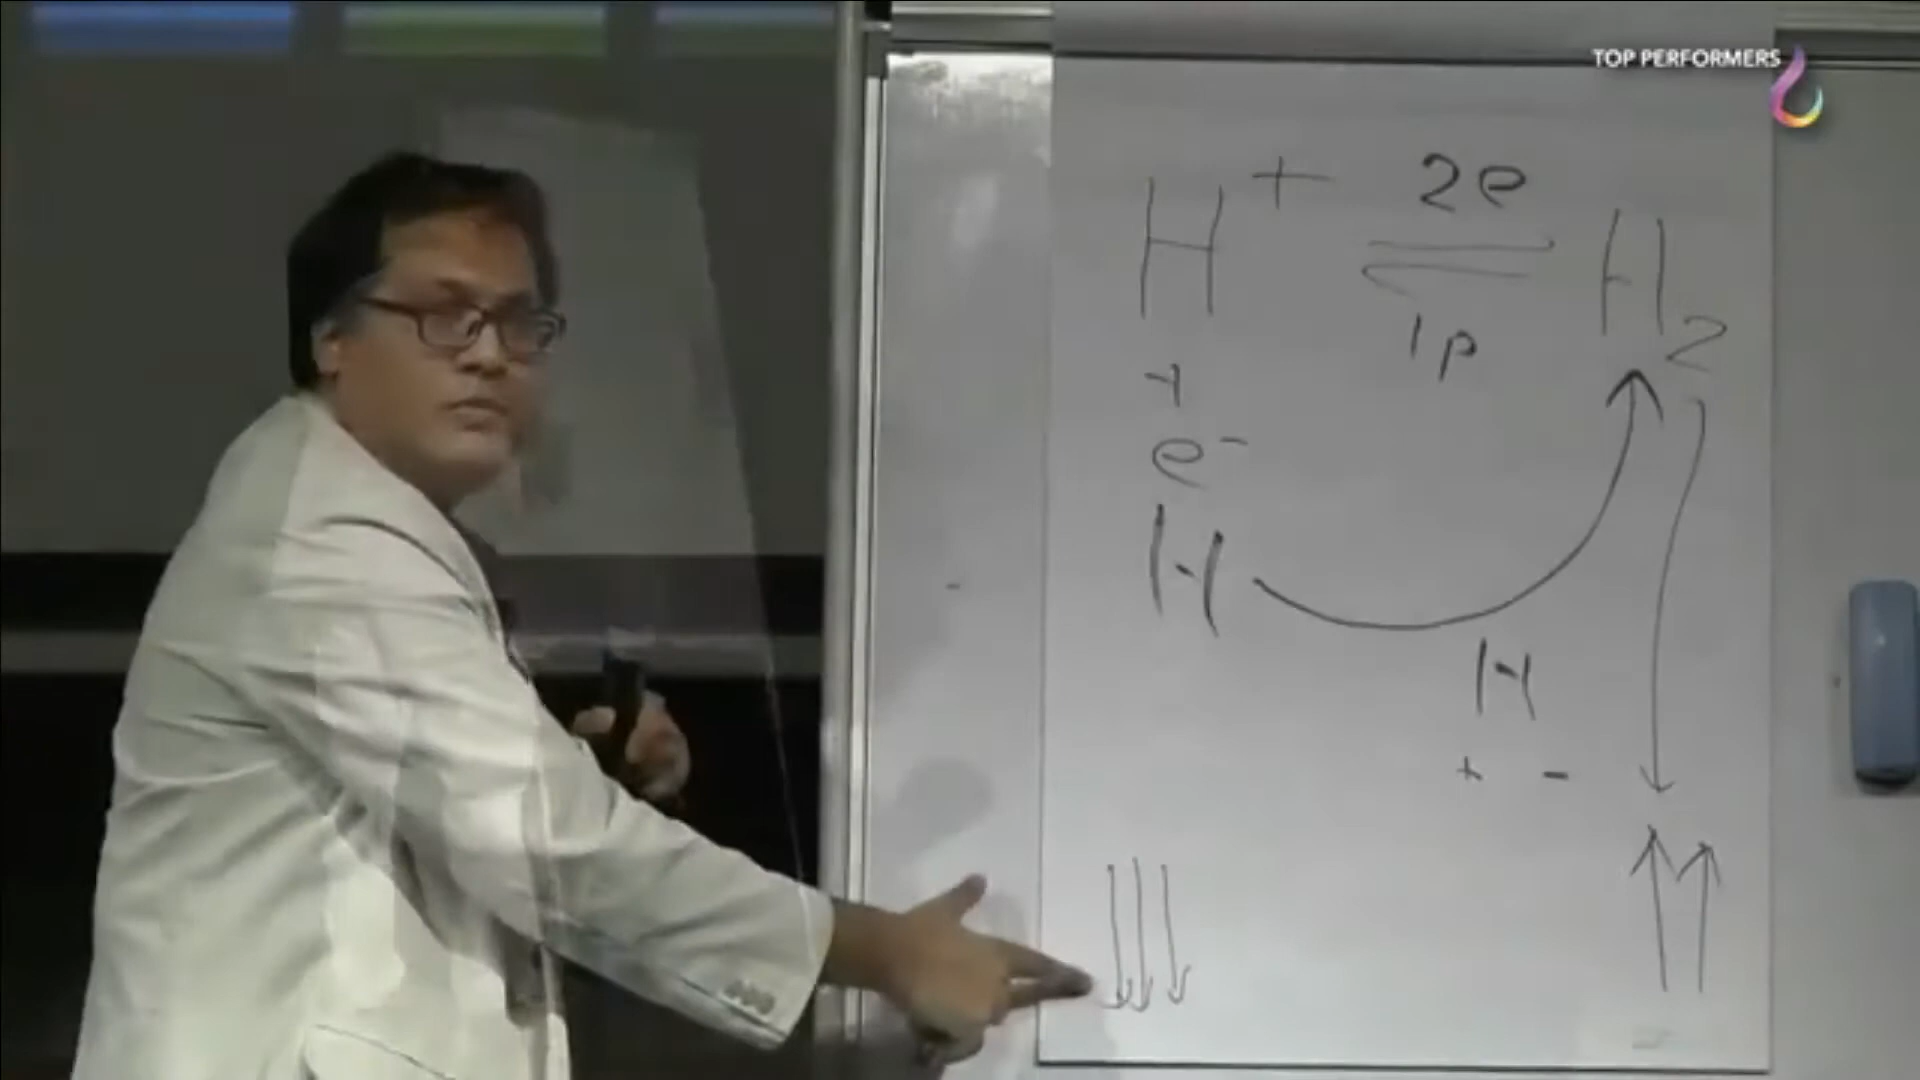 TOP PERFORMERS
H + 2e ⇌ H2
1p
+
e-
H
H
+ -